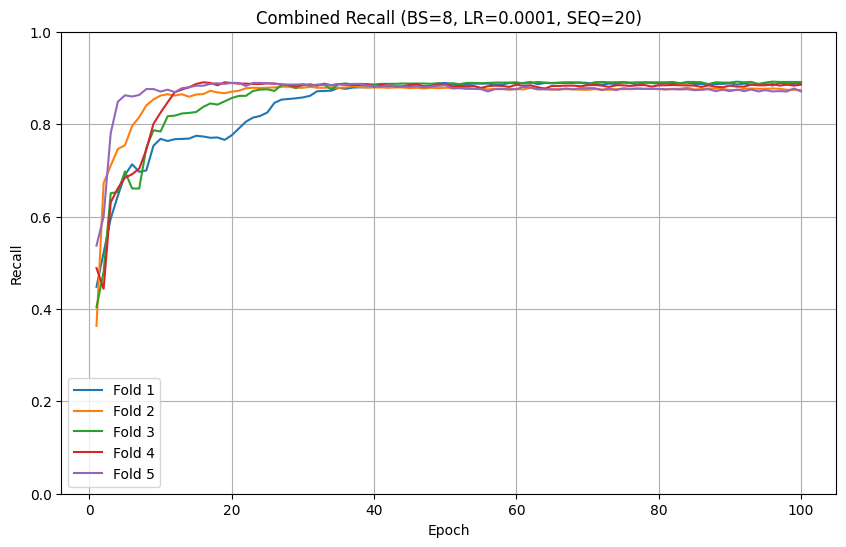 Combined Recall (BS=8, LR=0.0001, SEQ=20)
1.0
0.8
0.6
0.4
0.2
0.0
Recall
Fold 1
Fold 2
Fold 3
Fold 4
Fold 5
0 20 40 60 80 100
Epoch